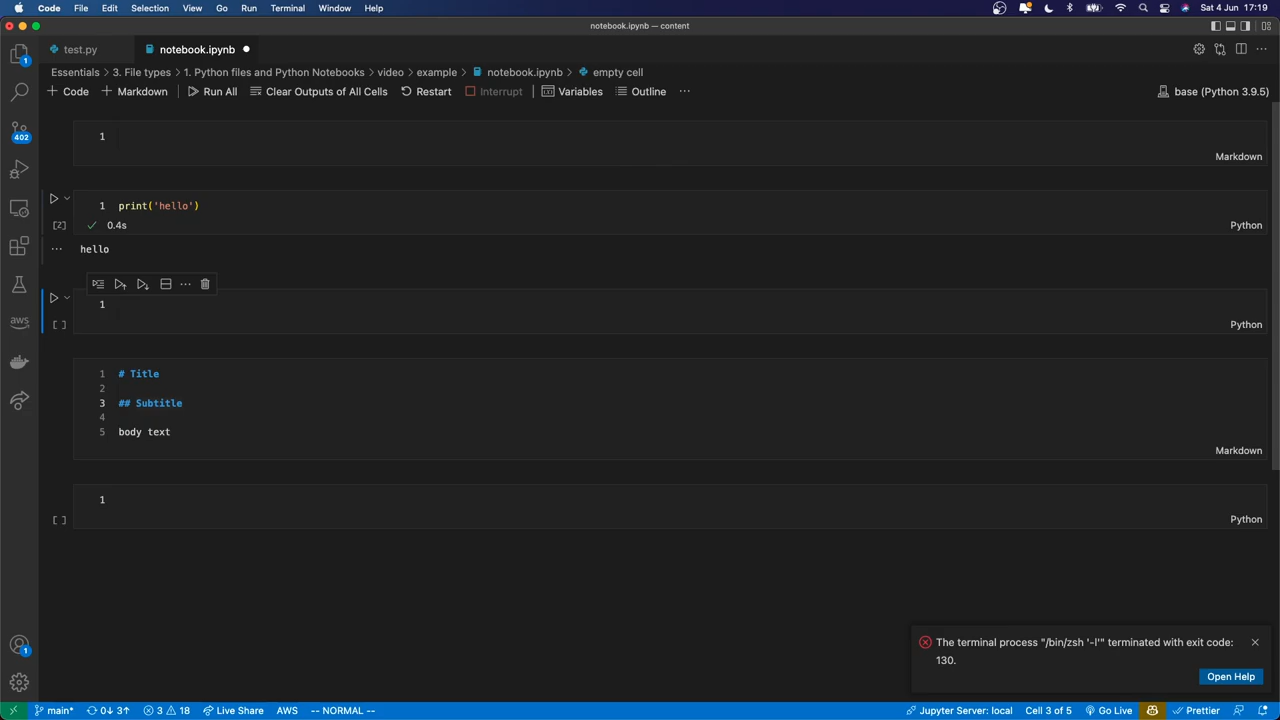 Code File Edit Selection View Go Run Terminal Window Help Sat 4 Jun 17:19
notebook.ipynb — content
test.py notebook.ipynb
Essentials > 3. File types > 1. Python files and Python Notebooks > video > example > notebook.ipynb > empty cell
+ Code + Markdown Run All Clear Outputs of All Cells Restart Interrupt Variables Outline ... base (Python 3.9.5)
1
Markdown
1 print('hello')
[2] 0.4s Python
... hello
1
[ ] Python
1 # Title
2
3 ## Subtitle
4
5 body text
Markdown
1
[ ] Python
1
402
aws
1
The terminal process "/bin/zsh '-l'" terminated with exit code:
130.
Open Help
main* 0↓ 3↑ 3 18 Live Share AWS -- NORMAL -- Jupyter Server: local Cell 3 of 5 Go Live Prettier